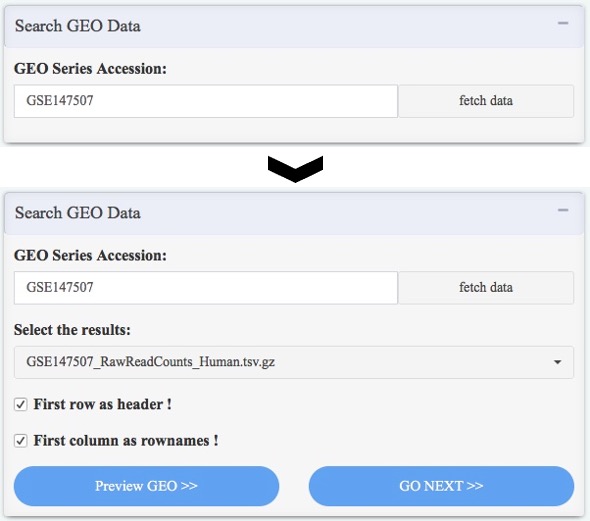 Search GEO Data
GEO Series Accession:
GSE147507 fetch data
Search GEO Data
GEO Series Accession:
GSE147507 fetch data
Select the results:
GSE147507_RawReadCounts_Human.tsv.gz
First row as header !
First column as rownames !
Preview GEO >> GO NEXT >>